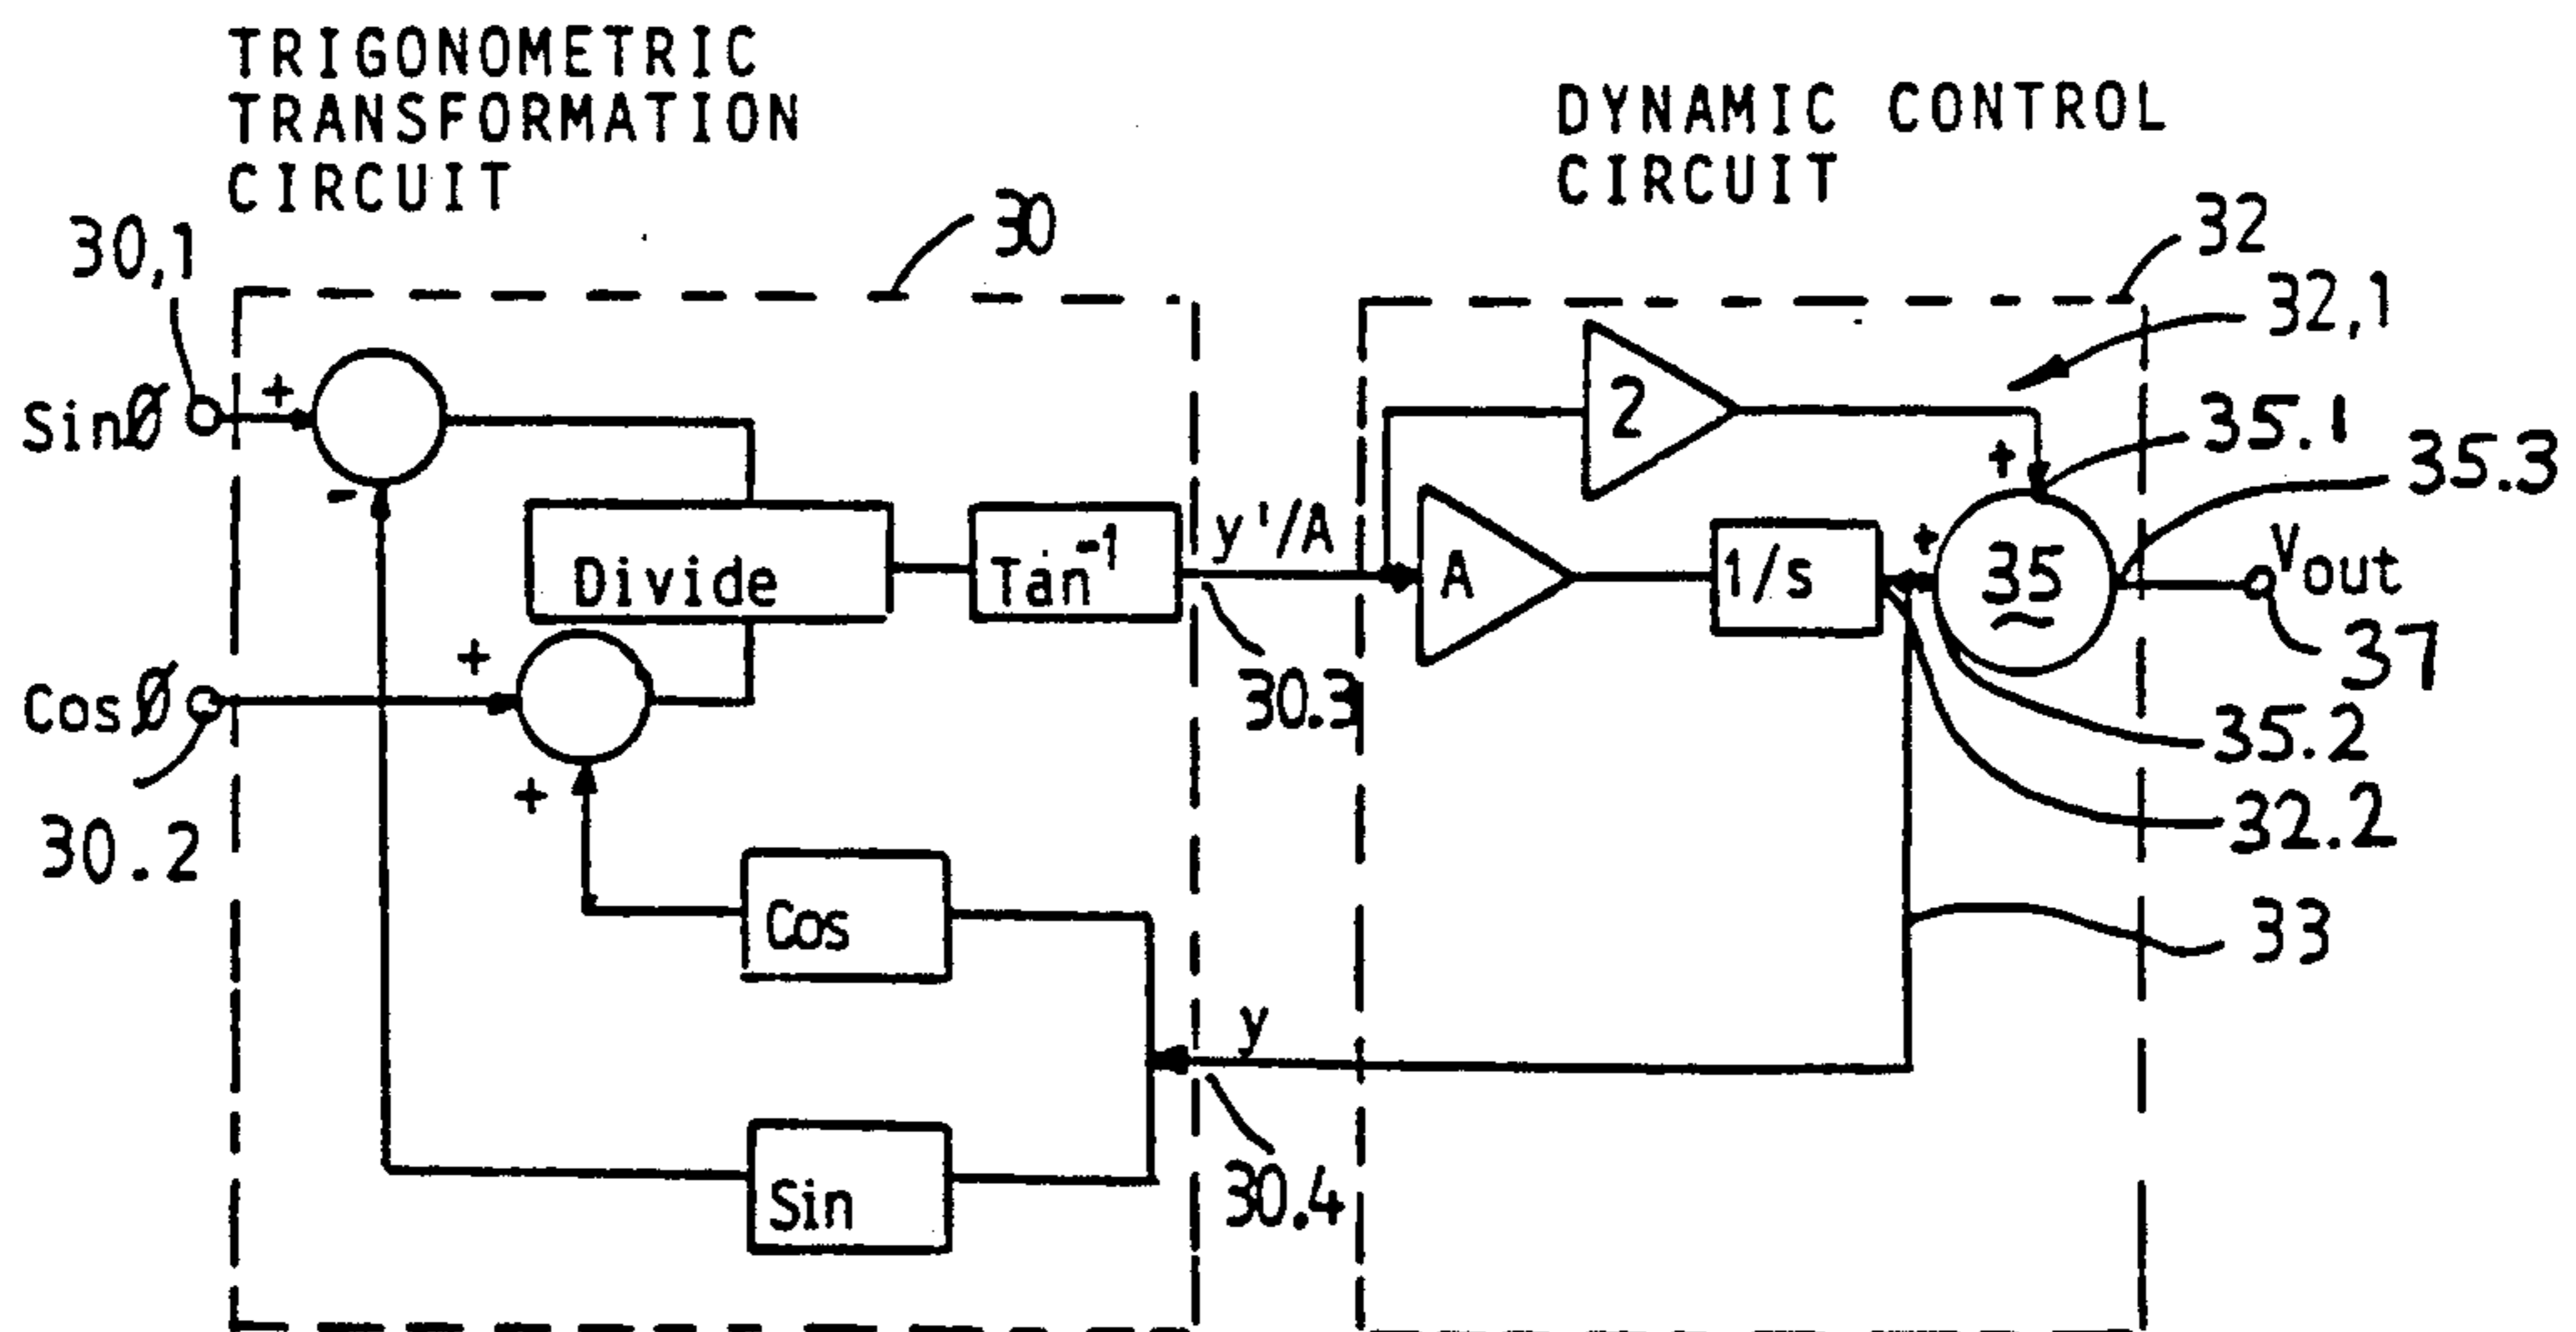 TRIGONOMETRIC
TRANSFORMATION
CIRCUIT
DYNAMIC CONTROL
CIRCUIT
30
32
30,1
32,1
Sin∅
+
-
2
+
35.1
35.3
Divide
Tan⁻¹
y'/A
A
1/s
+
35
Vout
37
30.3
Cos∅
+
+
35.2
32.2
30.2
Cos
33
y
Sin
30.4